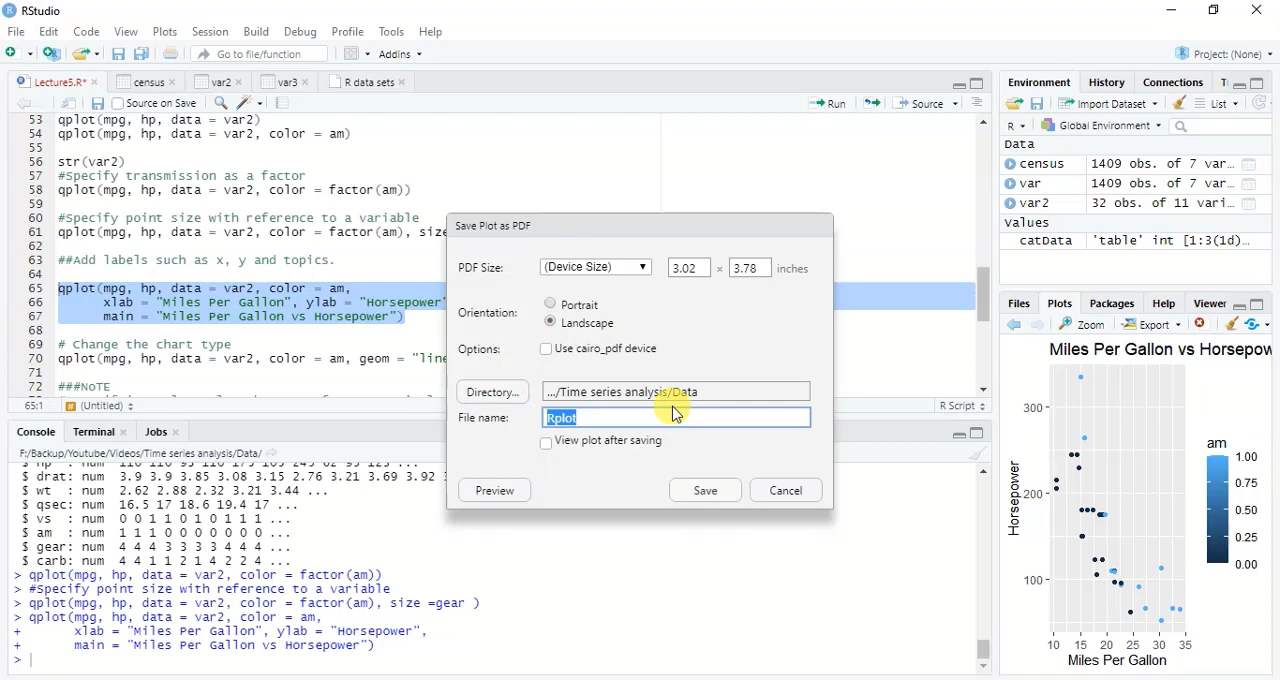 RStudio
File Edit Code View Plots Session Build Debug Profile Tools Help
Go to file/function Addins Project: (None)
Lecture5.R* census var2 var3 R data sets
Source on Save Run Source
53 qplot(mpg, hp, data = var2)
54 qplot(mpg, hp, data = var2, color = am)
55
56 str(var2)
57 #Specify transmission as a factor
58 qplot(mpg, hp, data = var2, color = factor(am))
59
60 #Specify point size with reference to a variable
61 qplot(mpg, hp, data = var2, color = factor(am), size
62
63 ##Add labels such as x, y and topics.
64
65 qplot(mpg, hp, data = var2, color = am,
66 xlab = "Miles Per Gallon", ylab = "Horsepower"
67 main = "Miles Per Gallon vs Horsepower")
68
69 # Change the chart type
70 qplot(mpg, hp, data = var2, color = am, geom = "line
71
72 ###NOTE
65:1 (Untitled) R Script
Console Terminal Jobs
F:/Backup/Youtube/Videos/Time series analysis/Data/
$ drat: num 3.9 3.9 3.85 3.08 3.15 2.76 3.21 3.69 3.92 3
$ wt : num 2.62 2.88 2.32 3.21 3.44 ...
$ qsec: num 16.5 17 18.6 19.4 17 ...
$ vs : num 0 0 1 1 0 1 0 1 1 1 ...
$ am : num 1 1 1 0 0 0 0 0 0 0 ...
$ gear: num 4 4 4 3 3 3 3 4 4 4 ...
$ carb: num 4 4 1 1 2 1 4 2 2 4 ...
> qplot(mpg, hp, data = var2, color = factor(am))
> #Specify point size with reference to a variable
> qplot(mpg, hp, data = var2, color = factor(am), size =gear )
> qplot(mpg, hp, data = var2, color = am,
+ xlab = "Miles Per Gallon", ylab = "Horsepower",
+ main = "Miles Per Gallon vs Horsepower")
>
Save Plot as PDF
PDF Size: (Device Size) 3.02 × 3.78 inches
Orientation: Portrait
Landscape
Options: Use cairo_pdf device
Directory... .../Time series analysis/Data
File name: Rplot
View plot after saving
Preview Save Cancel
Environment History Connections
Import Dataset List
R Global Environment
Data
census 1409 obs. of 7 var...
var 1409 obs. of 7 var...
var2 32 obs. of 11 vari...
Values
catData 'table' int [1:3(1d)...
Files Plots Packages Help Viewer
Zoom Export
Miles Per Gallon vs Horsepow
300
200
100
Horsepower
10 15 20 25 30 35
Miles Per Gallon
am
1.00
0.75
0.50
0.25
0.00